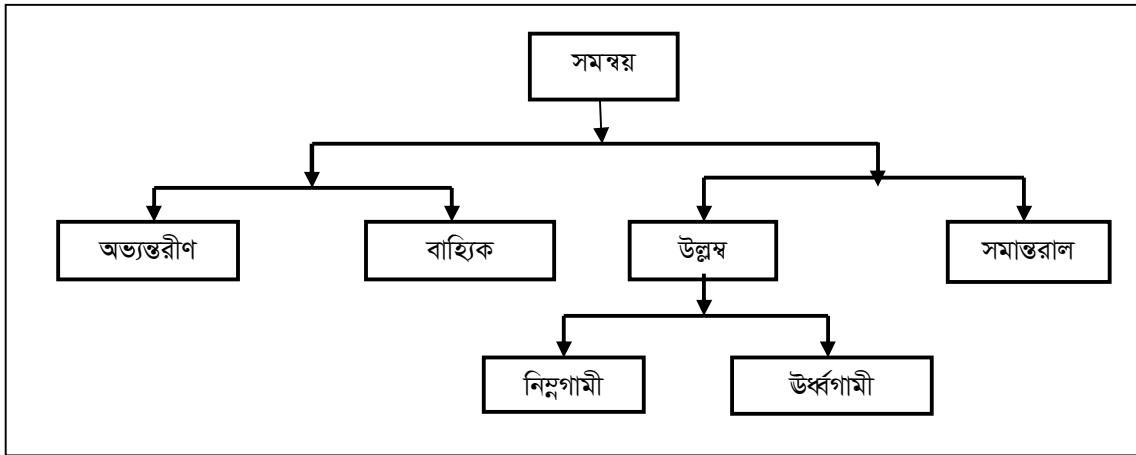 সমন্বয়
অভ্যন্তরীণ
বাহ্যিক
উল্লম্ব
সমান্তরাল
নিম্নগামী
ঊর্ধ্বগামী